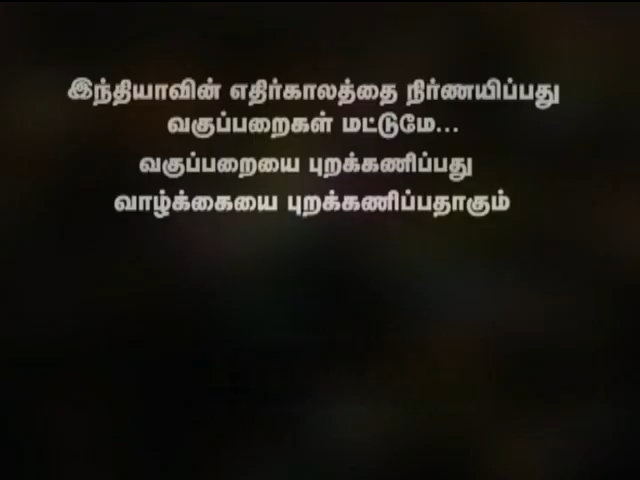 இந்தியாவின் எதிர்காலத்தை நிர்ணயிப்பது
வகுப்பறைகள் மட்டுமே...
வகுப்பறையை புறக்கணிப்பது
வாழ்க்கையை புறக்கணிப்பதாகும்